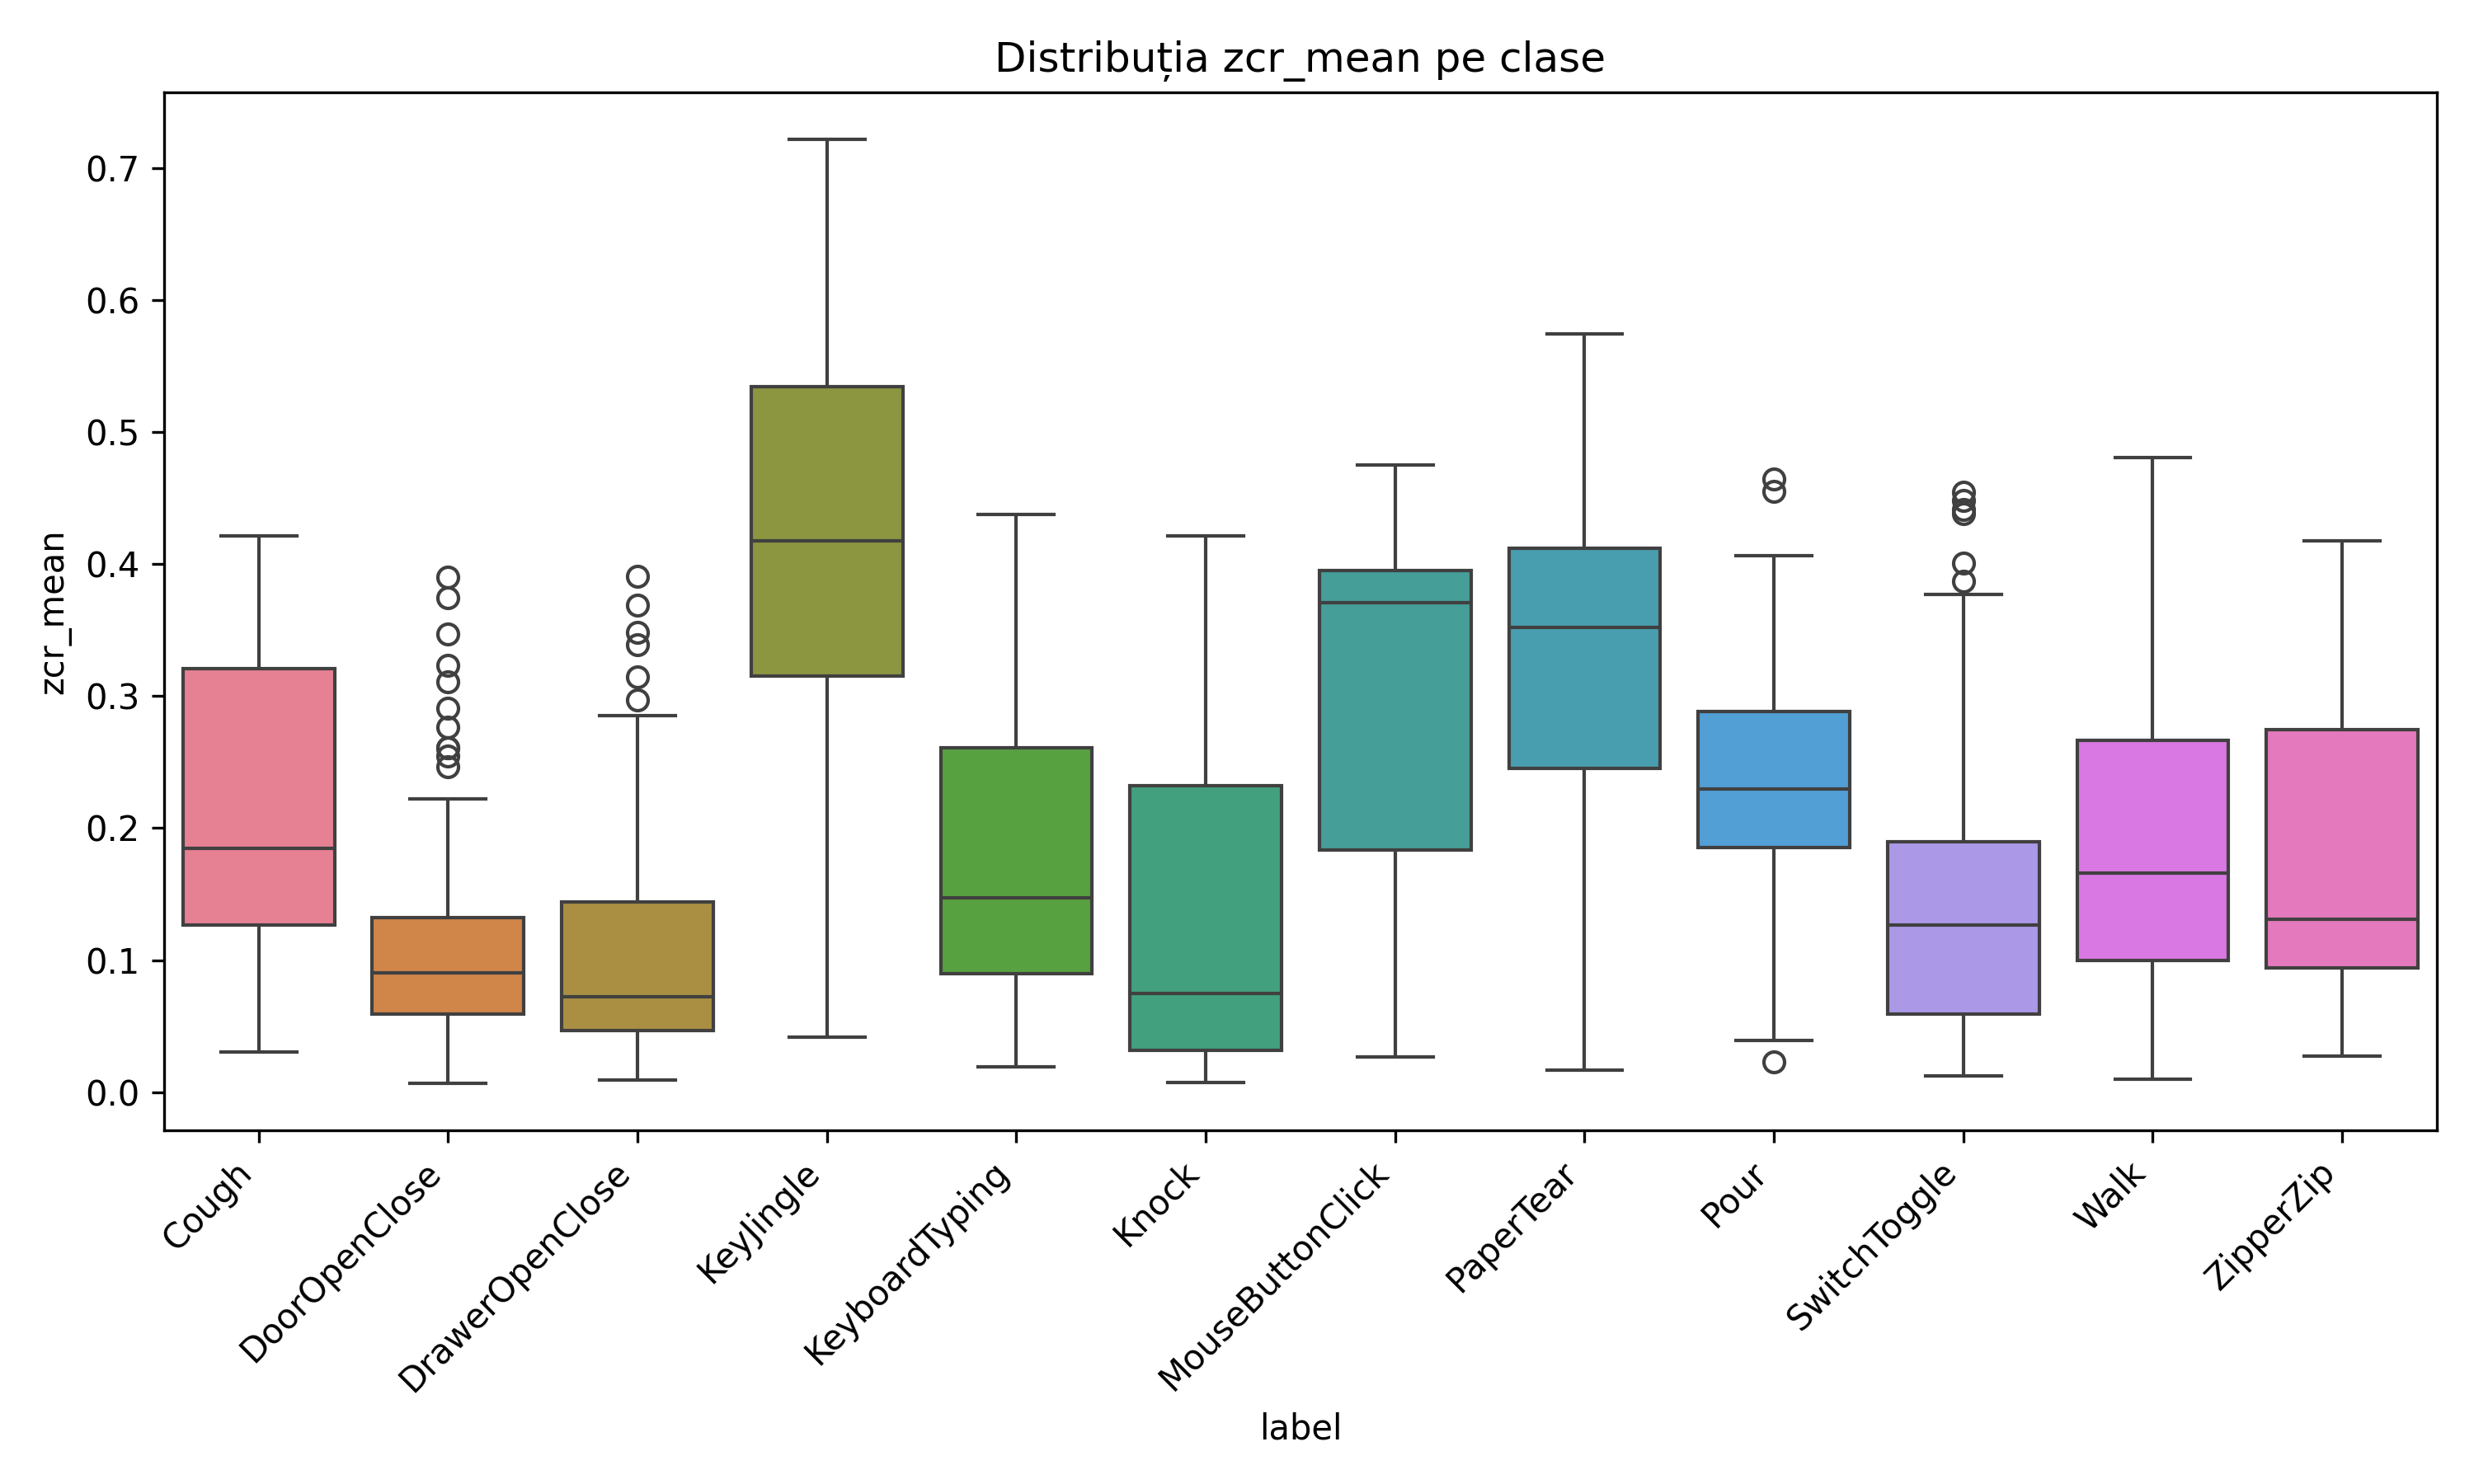 Distribuția zcr_mean pe clase
zcr_mean
0.7
0.6
0.5
0.4
0.3
0.2
0.1
0.0
Cough
DoorOpenClose
DrawerOpenClose
KeyJingle
KeyboardTyping
Knock
MouseButtonClick
PaperTear
Pour
SwitchToggle
Walk
ZipperZip
label